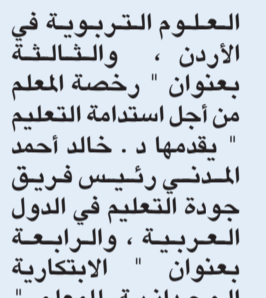 العلوم التربوية في
الأردن ، والثالثة
بعنوان " رخصة المعلم
من أجل استدامة التعليم
" يقدمها د . خالد أحمد
المدني رئيس فريق
جودة التعليم في الدول
العربية ، والرابعة
بعنوان " الابتكارية